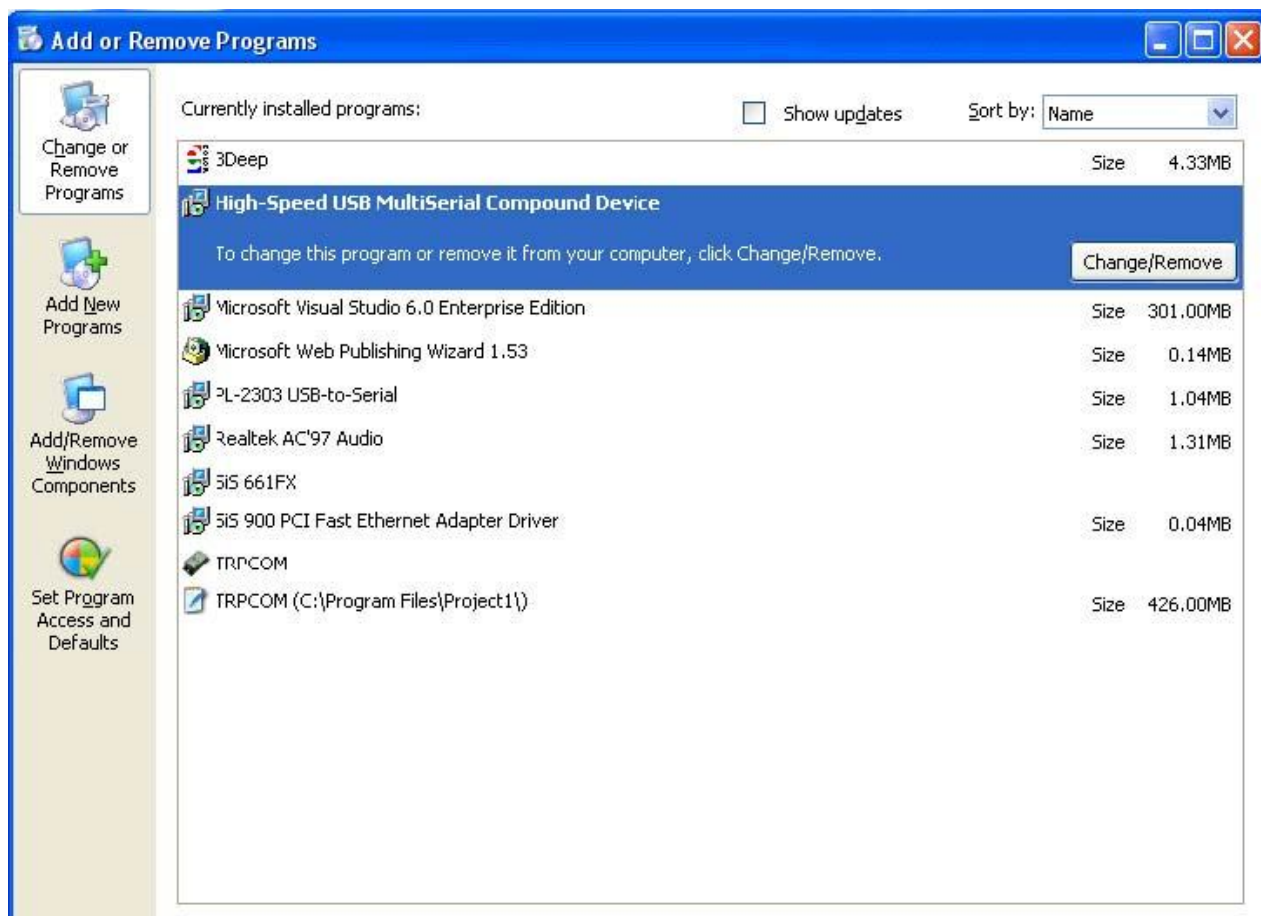 Add or Remove Programs
Change or
Remove
Programs
Add New
Programs
Add/Remove
Windows
Components
Set Program
Access and
Defaults
Currently installed programs:
Show updates
Sort by: Name
3Deep Size 4.33MB
High-Speed USB MultiSerial Compound Device
To change this program or remove it from your computer, click Change/Remove.
Change/Remove
Microsoft Visual Studio 6.0 Enterprise Edition Size 301.00MB
Microsoft Web Publishing Wizard 1.53 Size 0.14MB
PL-2303 USB-to-Serial Size 1.04MB
Realtek AC'97 Audio Size 1.31MB
SiS 661FX
SiS 900 PCI Fast Ethernet Adapter Driver Size 0.04MB
TRPCOM
TRPCOM (C:\Program Files\Project1\) Size 426.00MB